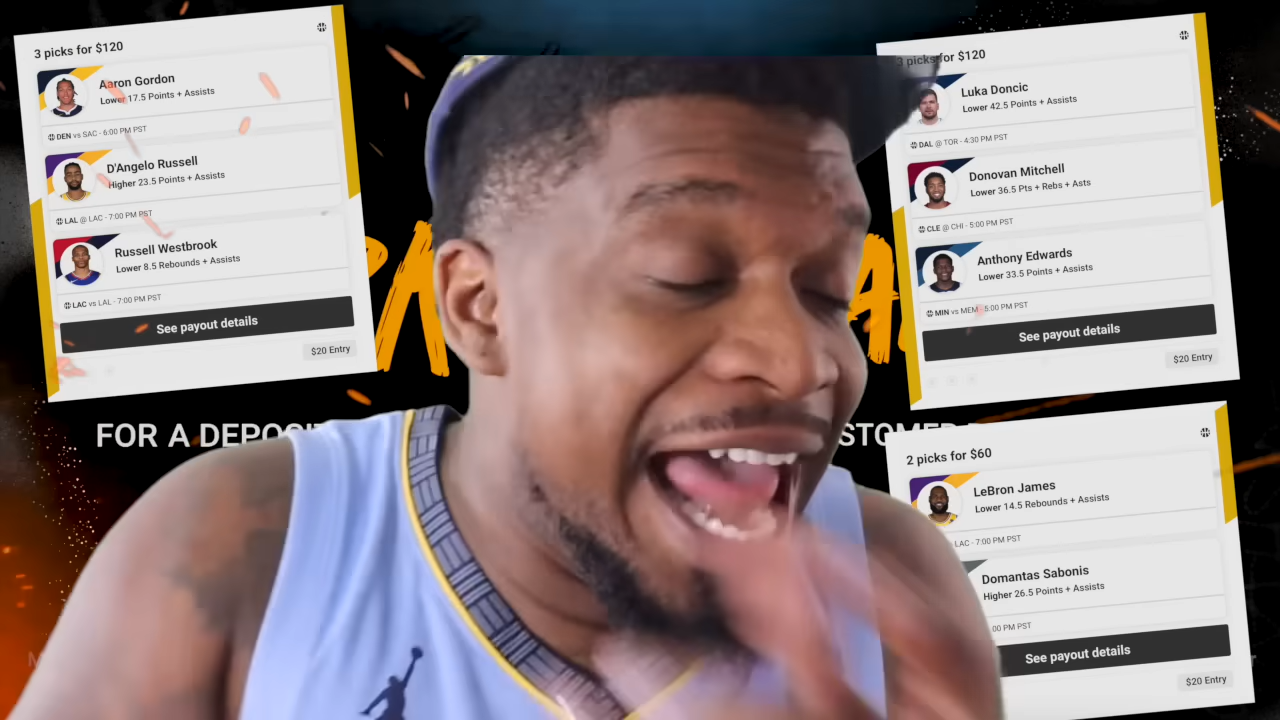 3 picks for $120
Aaron Gordon
Lower 17.5 Points + Assists
DEN vs SAC - 6:00 PM PST
D'Angelo Russell
Higher 23.5 Points + Assists
LAL @ LAC - 7:00 PM PST
Russell Westbrook
Lower 8.5 Rebounds + Assists
LAC vs LAL - 7:00 PM PST
See payout details
$20 Entry
3 picks for $120
Luka Doncic
Lower 42.5 Points + Assists
DAL @ TOR - 4:30 PM PST
Donovan Mitchell
Lower 36.5 Pts + Rebs + Asts
CLE @ CHI - 5:00 PM PST
Anthony Edwards
Lower 33.5 Points + Assists
MIN vs MEM - 5:00 PM PST
See payout details
$20 Entry
FOR A DEPOSIT
2 picks for $60
LeBron James
Lower 14.5 Rebounds + Assists
LAC - 7:00 PM PST
Domantas Sabonis
Higher 26.5 Points + Assists
00 PM PST
See payout details
$20 Entry